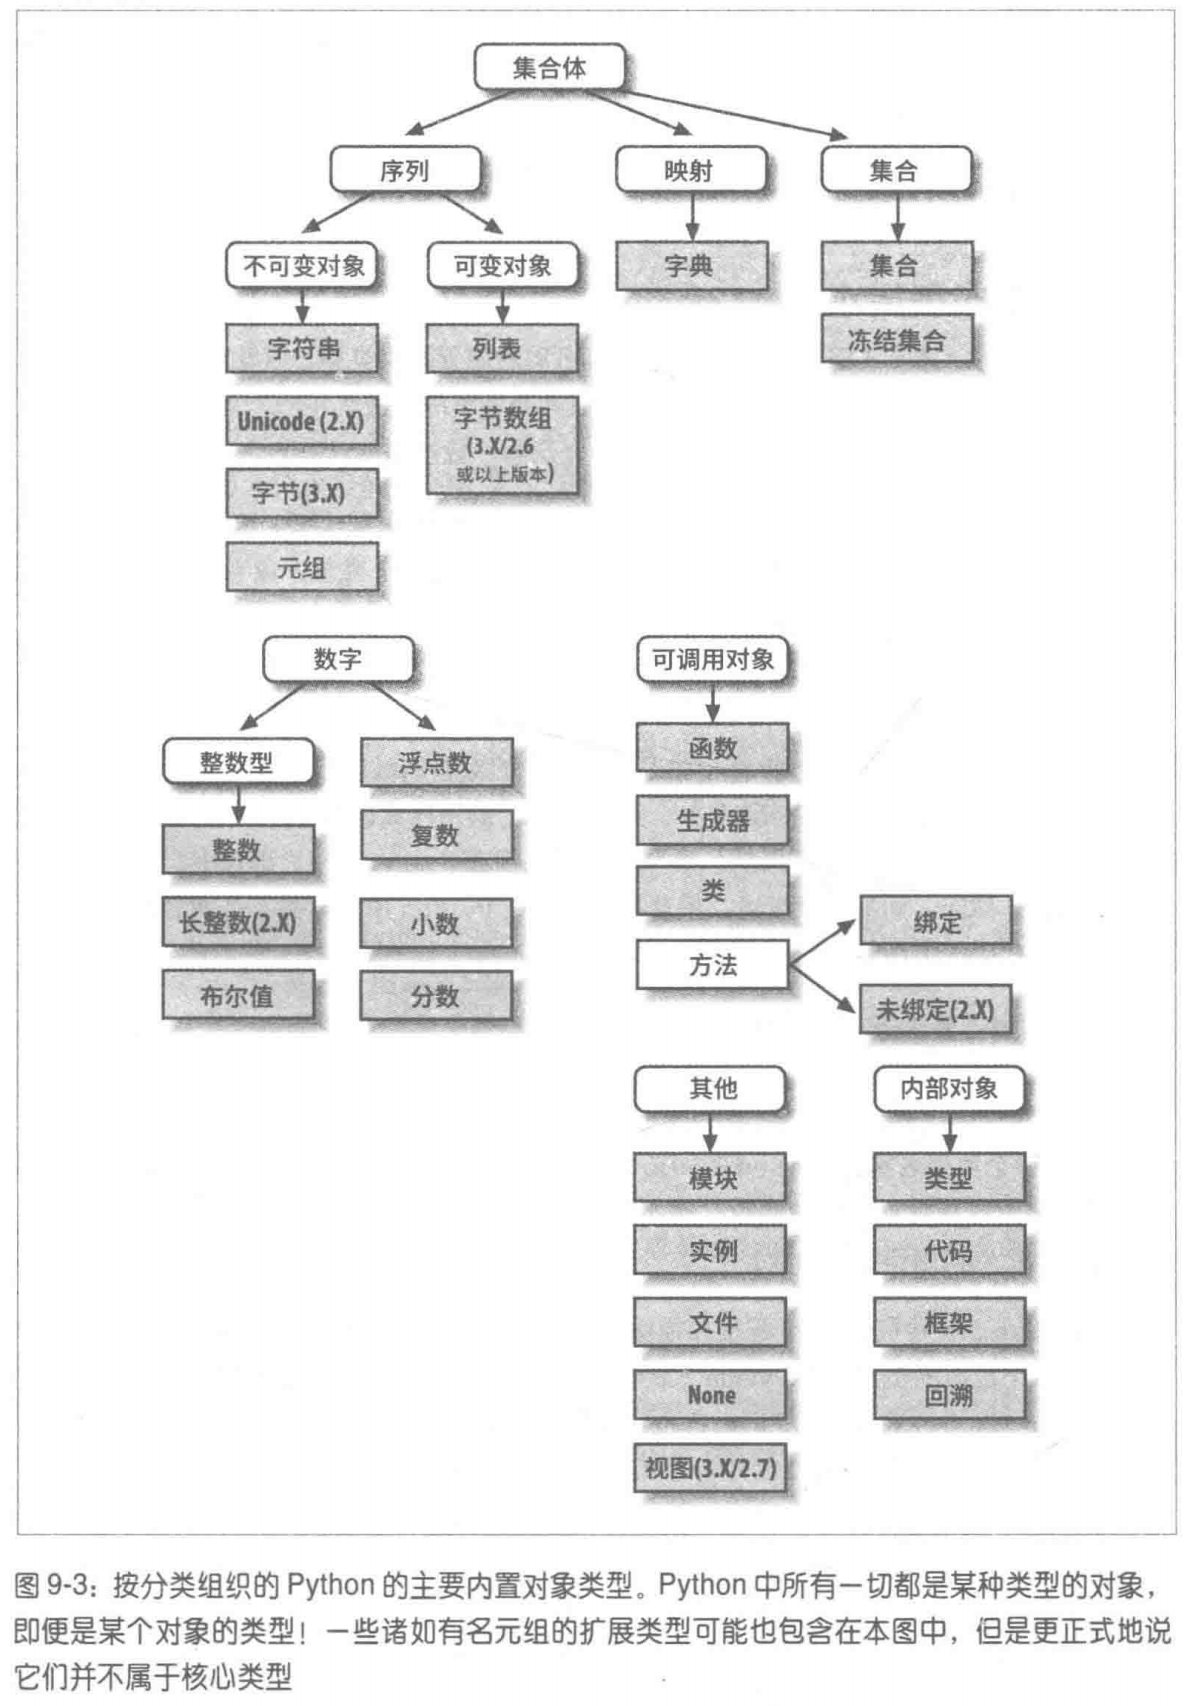 集合体
序列
映射
集合
不可变对象
可变对象
字典
集合
字符串
列表
冻结集合
Unicode (2.X)
字节数组
(3.X/2.6
或以上版本)
字节(3.X)
元组
数字
可调用对象
整数型
浮点数
函数
整数
复数
生成器
类
长整数(2.X)
小数
绑定
方法
布尔值
分数
未绑定(2.X)
其他
内部对象
模块
类型
实例
代码
文件
框架
None
回溯
视图(3.X/2.7)
图 9-3：按分类组织的 Python 的主要内置对象类型。Python 中所有一切都是某种类型的对象，
即便是某个对象的类型！一些诸如有名元组的扩展类型可能也包含在本图中，但是更正式地说
它们并不属于核心类型